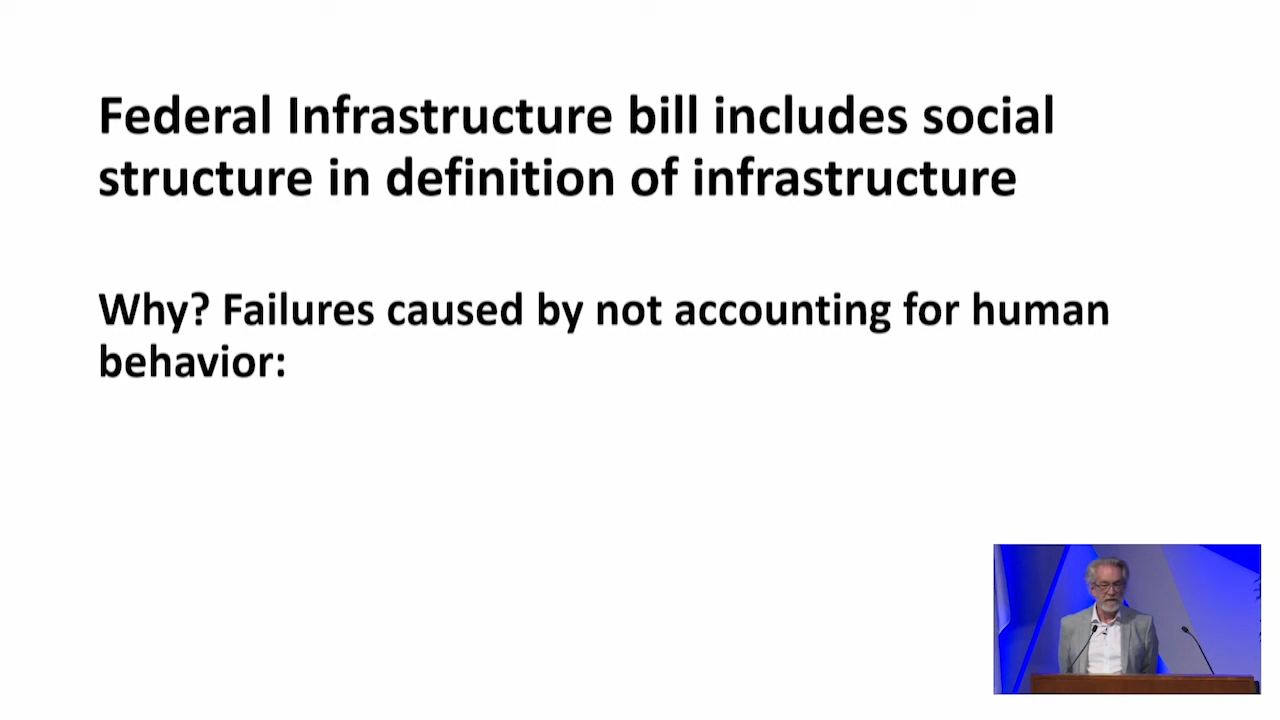 Federal Infrastructure bill includes social
structure in definition of infrastructure
Why? Failures caused by not accounting for human
behavior: